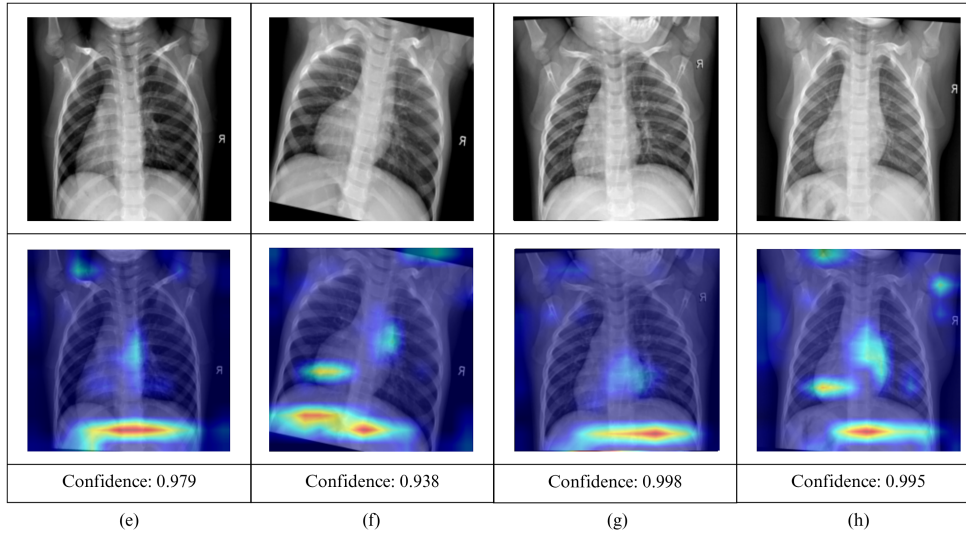 R
R
R
R
R
R
R
R
Confidence: 0.979
Confidence: 0.938
Confidence: 0.998
Confidence: 0.995
(e)
(f)
(g)
(h)